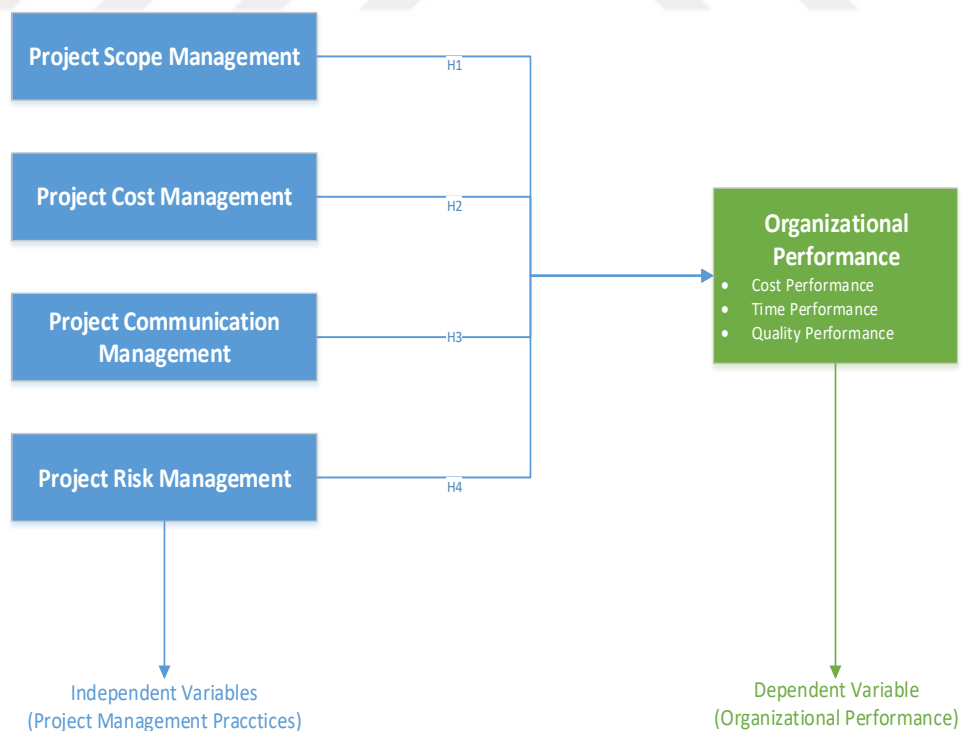 Project Scope Management
H1
Project Cost Management
H2
Project Communication
Management
H3
Project Risk Management
H4
Organizational
Performance
• Cost Performance
• Time Performance
• Quality Performance
Independent Variables
(Project Management Pracctices)
Dependent Variable
(Organizational Performance)